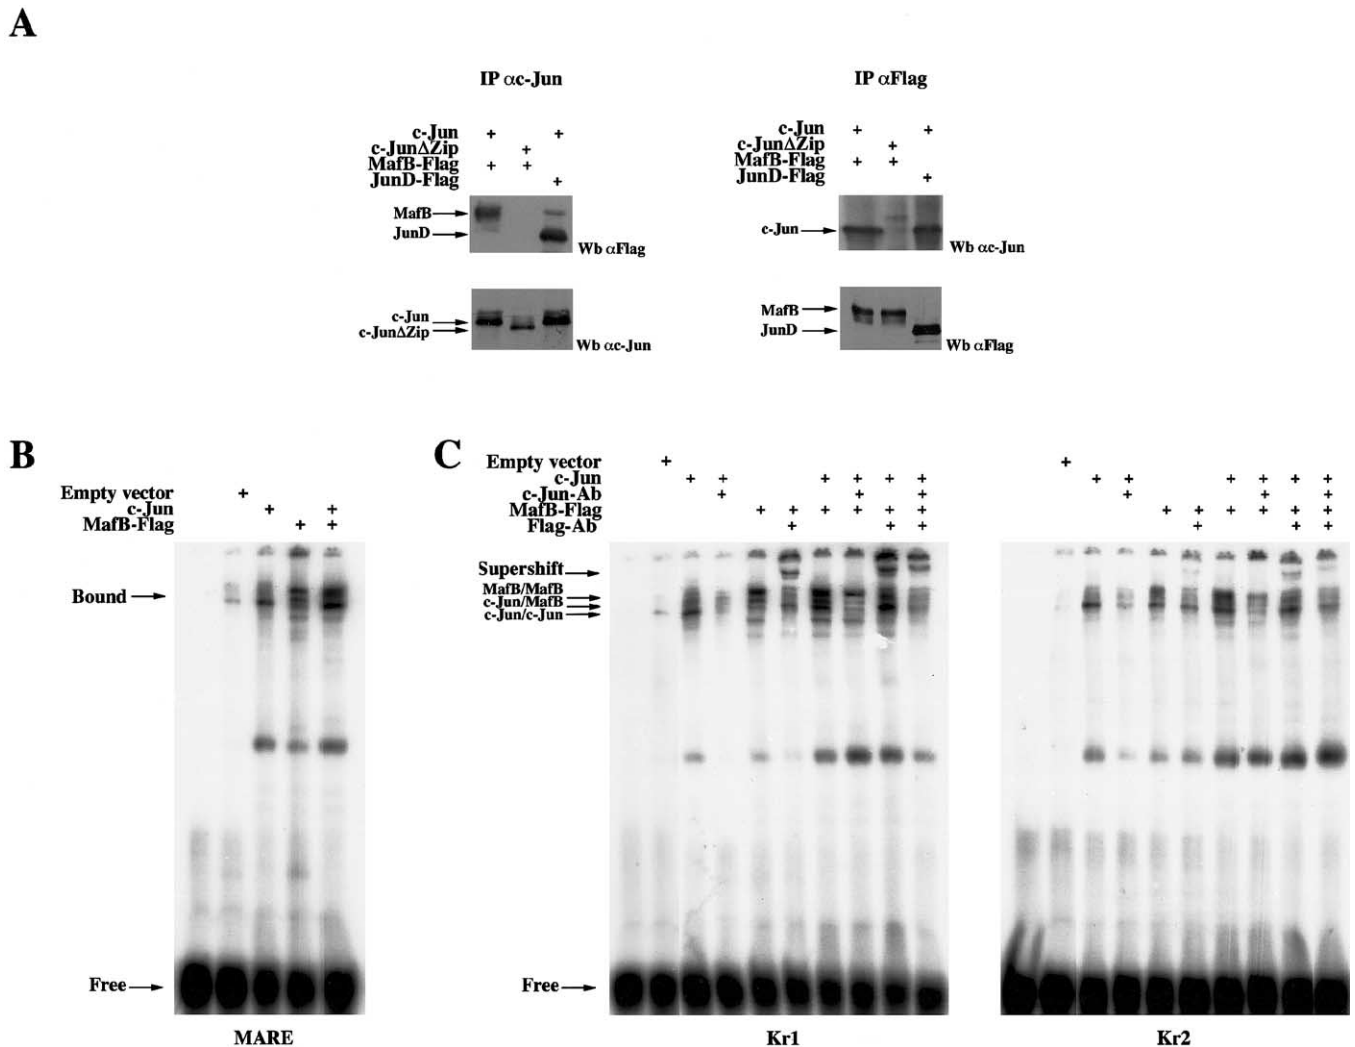 A
IP αc-Jun
c-Jun + +
c-JunΔZip +
MafB-Flag + +
JunD-Flag +
MafB
JunD
Wb αFlag
c-Jun
c-JunΔZip
Wb αc-Jun
IP αFlag
c-Jun + +
c-JunΔZip +
MafB-Flag + +
JunD-Flag +
c-Jun
Wb αc-Jun
MafB
JunD
Wb αFlag
B
Empty vector +
c-Jun + +
MafB-Flag + +
Bound
Free
MARE
C
Empty vector + +
c-Jun + + + + + + + + + + + +
c-Jun-Ab + + + + + +
MafB-Flag + + + + + + + + + + + +
Flag-Ab + + + + + +
Supershift
MafB/MafB
c-Jun/MafB
c-Jun/c-Jun
Free
Kr1
Kr2